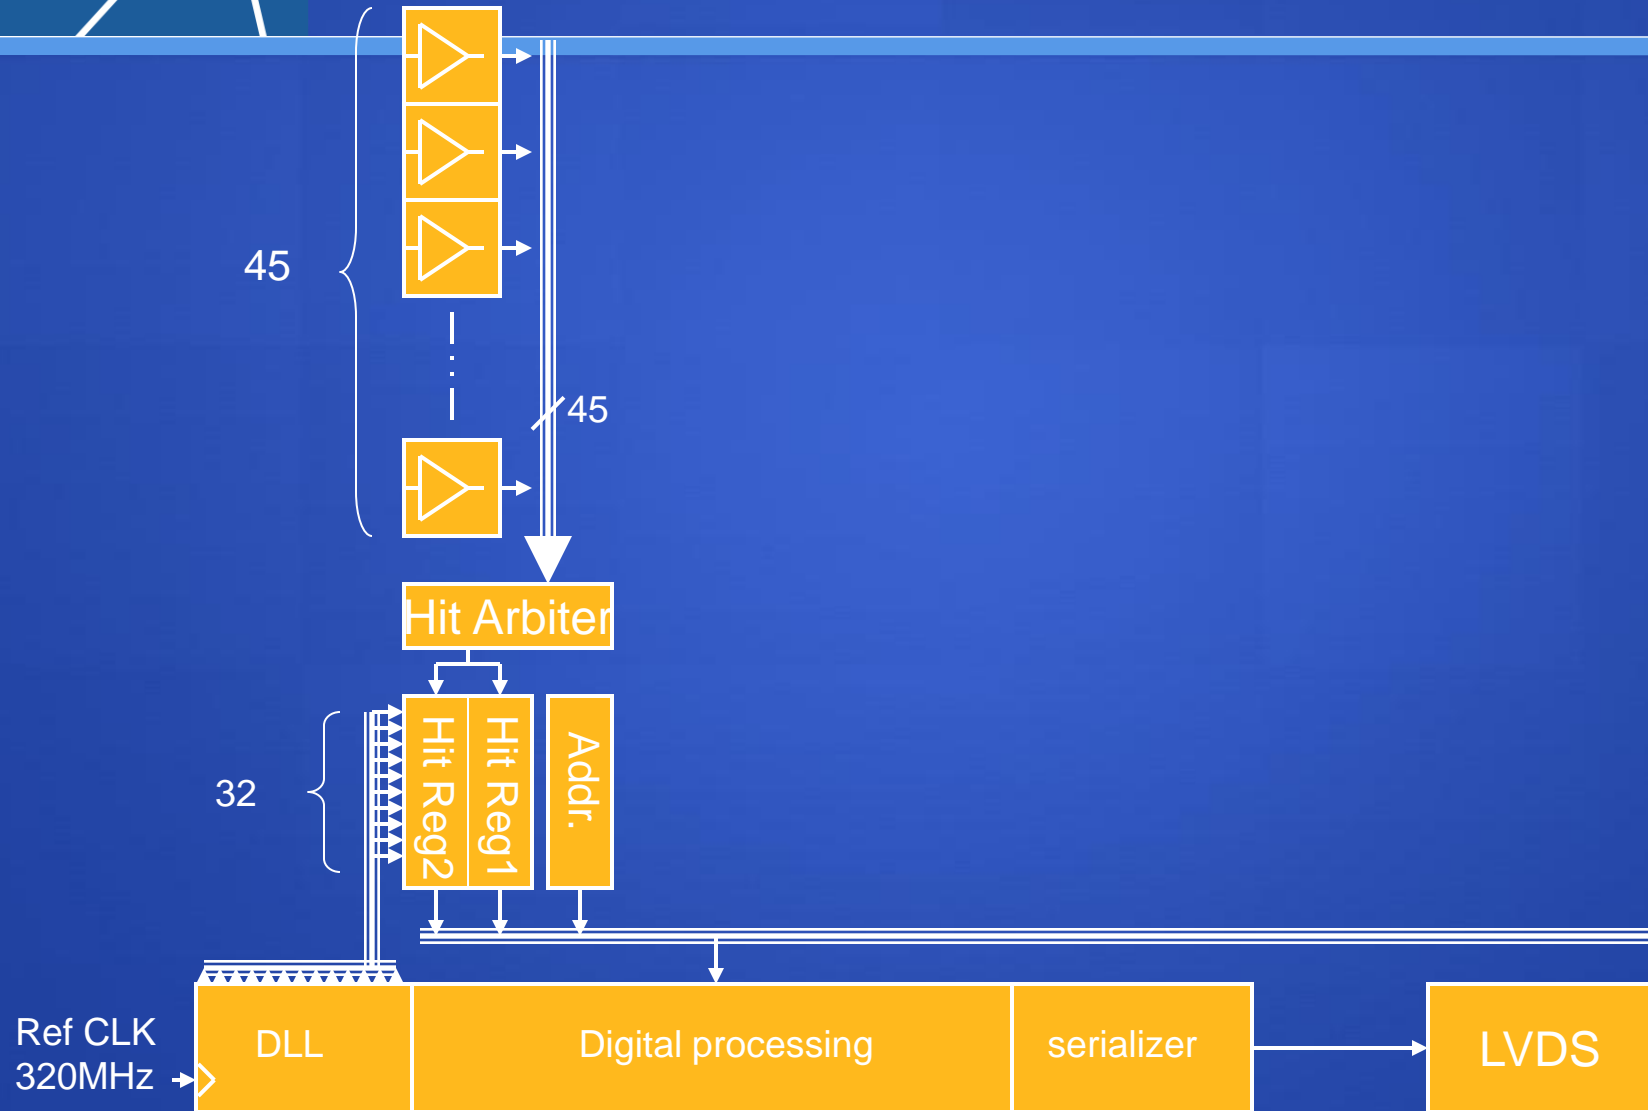 45
45
Hit Arbiter
Hit Reg2
Hit Reg1
Addr.
32
Ref CLK
320MHz
DLL
Digital processing
serializer
LVDS